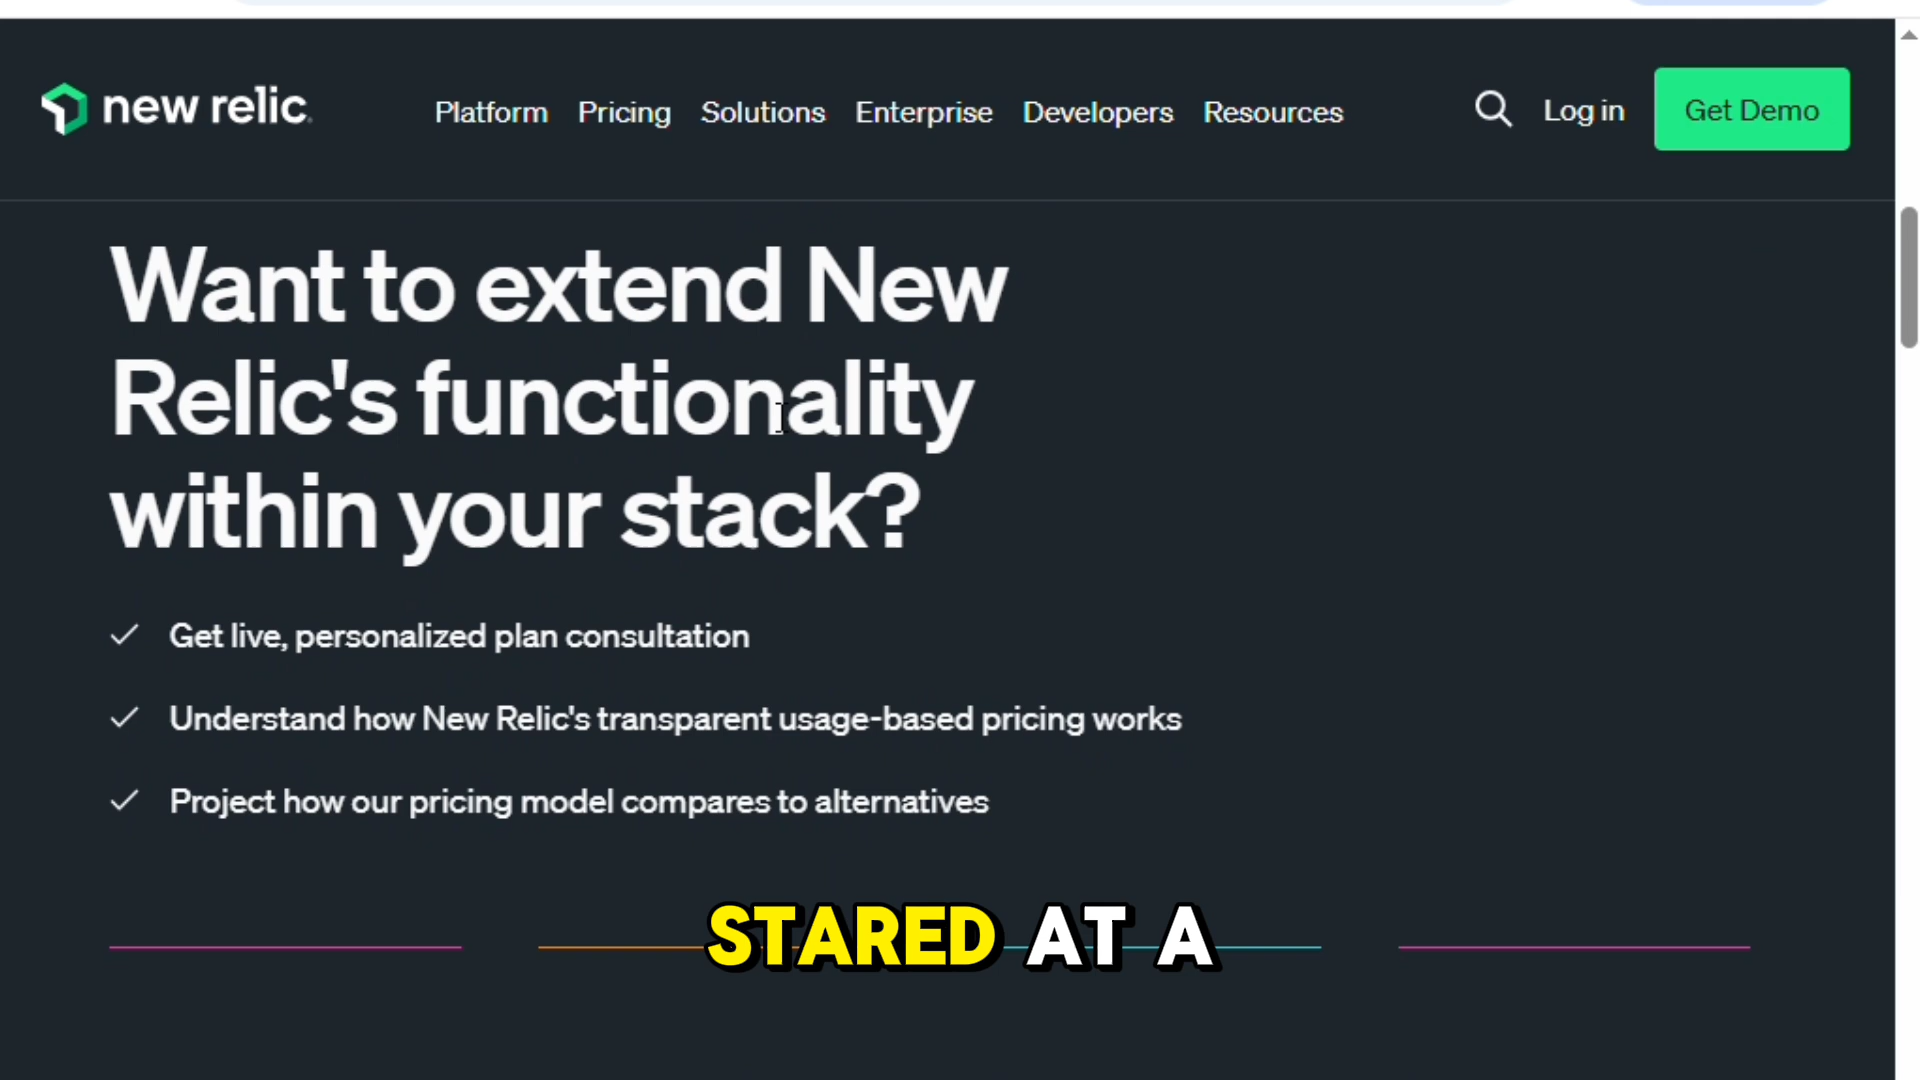 new relic.
Platform Pricing Solutions Enterprise Developers Resources
Log in
Get Demo
Want to extend New
Relic's functionality
within your stack?
Get live, personalized plan consultation
Understand how New Relic's transparent usage-based pricing works
Project how our pricing model compares to alternatives
STARED AT A